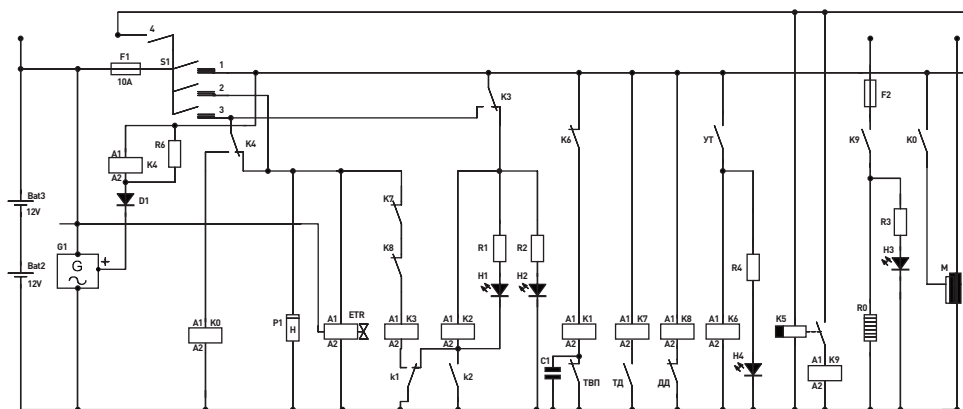 4
F1
S1
10A
1
2
3
K3
F2
K4
R6
A1
K4
A2
D1
K6
УТ
K9
K0
Bat3
12V
K7
K8
R1
R2
R3
H3
G1
G
+
Bat2
12V
H1
H2
R4
M
P1
H
A1 K0
A2
A1 ETR
A2
A1 K3
A2
A1 K2
A2
A1 K1
A2
A1 K7
A2
A1 K8
A2
A1 K6
A2
K5
R0
H4
C1
k1
k2
ТВП
ТД
ДД
A1 K9
A2